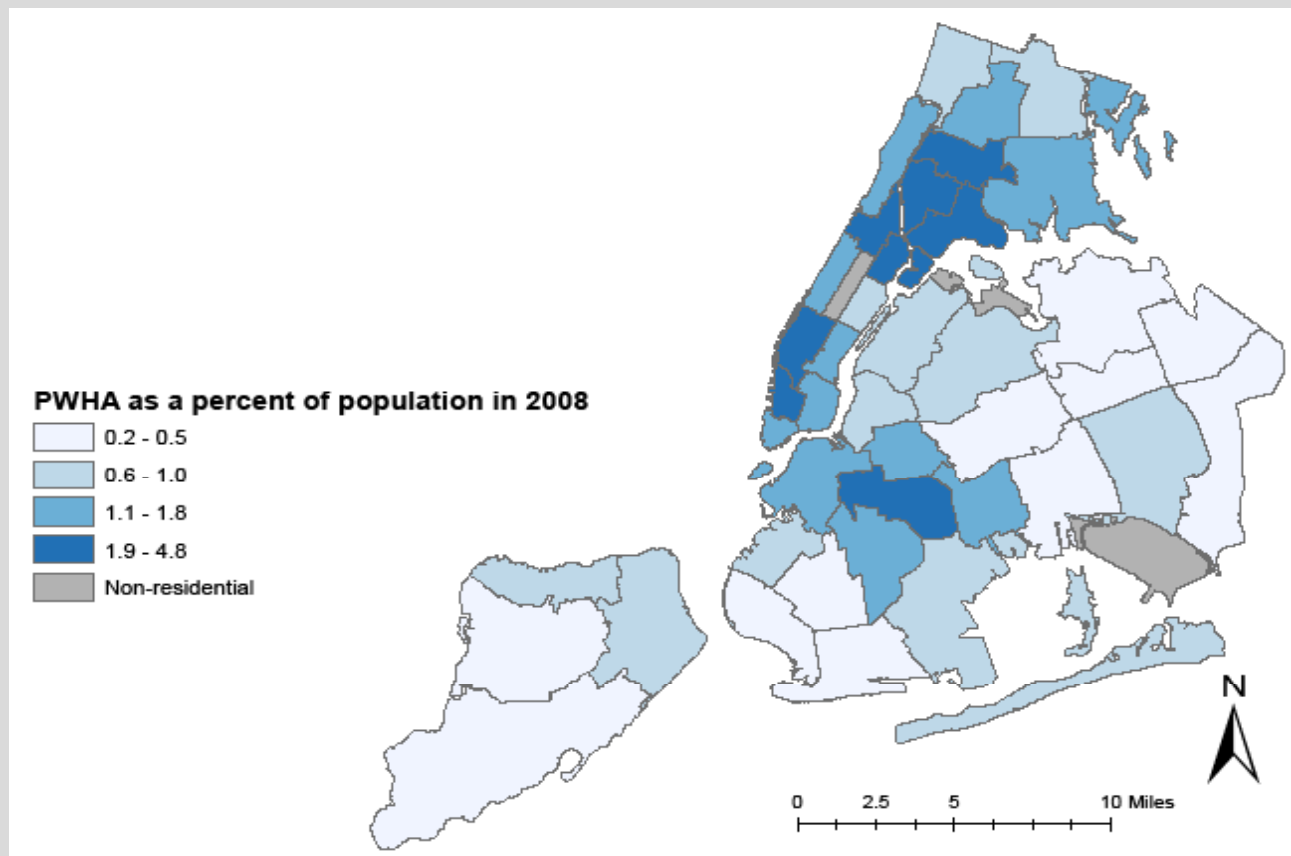 PWHA as a percent of population in 2008
0.2 - 0.5
0.6 - 1.0
1.1 - 1.8
1.9 - 4.8
Non-residential
N
0 2.5 5 10 Miles